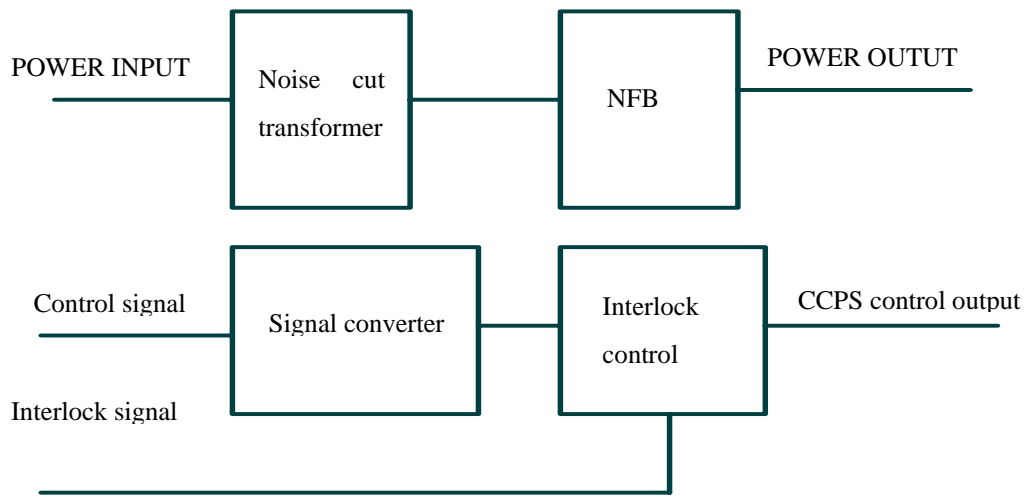 POWER INPUT
Noise cut
transformer
NFB
POWER OUTUT
Control signal
Signal converter
Interlock
control
CCPS control output
Interlock signal